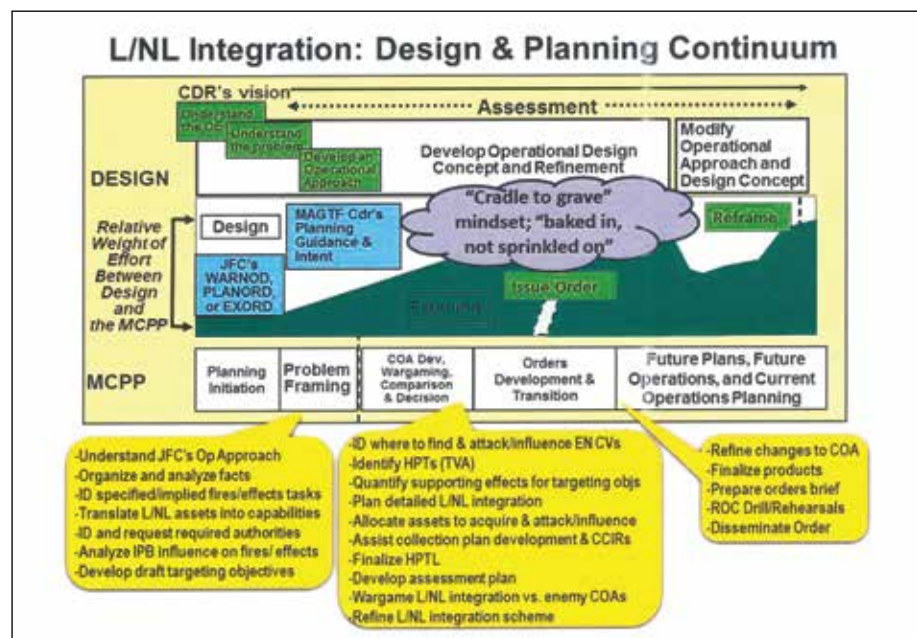 L/NL Integration: Design & Planning Continuum
CDR's vision
Assessment
Understand
the
Understand
the problem
Develop an
Operational
Approach
DESIGN
Develop Operational Design
Concept and Refinement
Modify
Operational
Approach and
Design Concept
"Cradle to grave"
mindset; "baked in,
not sprinkled on"
Relative
Weight of
Effort
Between
Design
and
the MCPP
Design
MAGTF Cdr's
Planning
Guidance &
Intent
JFC's
WARNOD,
PLANORD,
or EXORD
Reframe
Issue Order
MCPP
Planning
Initiation
Problem
Framing
COA Dev,
Wargaming,
Comparison
& Decision
Orders
Development &
Transition
Future Plans, Future
Operations, and Current
Operations Planning
-Understand JFC's Op Approach
-Organize and analyze facts
-ID specified/implied fires/effects tasks
-Translate L/NL assets into capabilities
-ID and request required authorities
-Analyze IPB influence on fires/ effects
-Develop draft targeting objectives
-ID where to find & attack/influence EN CVs
-Identify HPTs (TVA)
-Quantify supporting effects for targeting objs
-Plan detailed L/NL integration
-Allocate assets to acquire & attack/influence
-Assist collection plan development & CCIRs
-Finalize HPTL
-Develop assessment plan
-Wargame L/NL integration vs. enemy COAs
-Refine L/NL integration scheme
-Refine changes to COA
-Finalize products
-Prepare orders brief
-ROC Drill/Rehearsals
-Disseminate Order